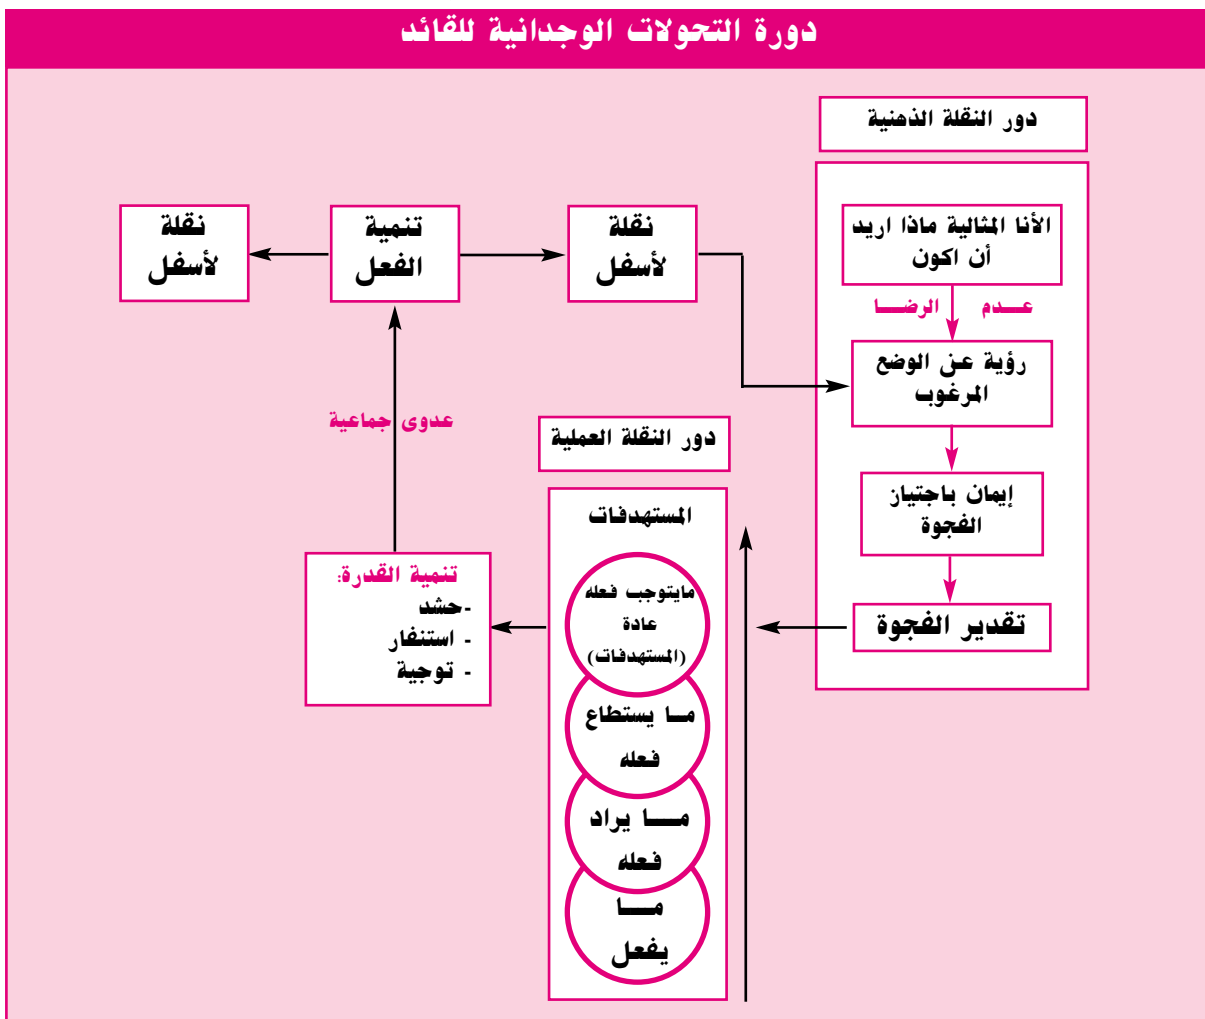 دورة التحولات الوجدانية للقائد
دور النقلة الذهنية
الأنا المثالية ماذا اريد
أن اكون
عـــدم الرضـــا
رؤية عن الوضع
المرغوب
إيمان باجتياز
الفجوة
تقدير الفجوة
نقلة
لأسفل
تنمية
الفعل
نقلة
لأسفل
عدوى جماعية
دور النقلة العملية
المستهدفات
مايتوجب فعله
عادة
(المستهدفات)
مــا يستطاع
فعله
مـــا يراد
فعله
مـــا
يفعل
تنمية القدرة:
-حشد
- استنفار
- توجية